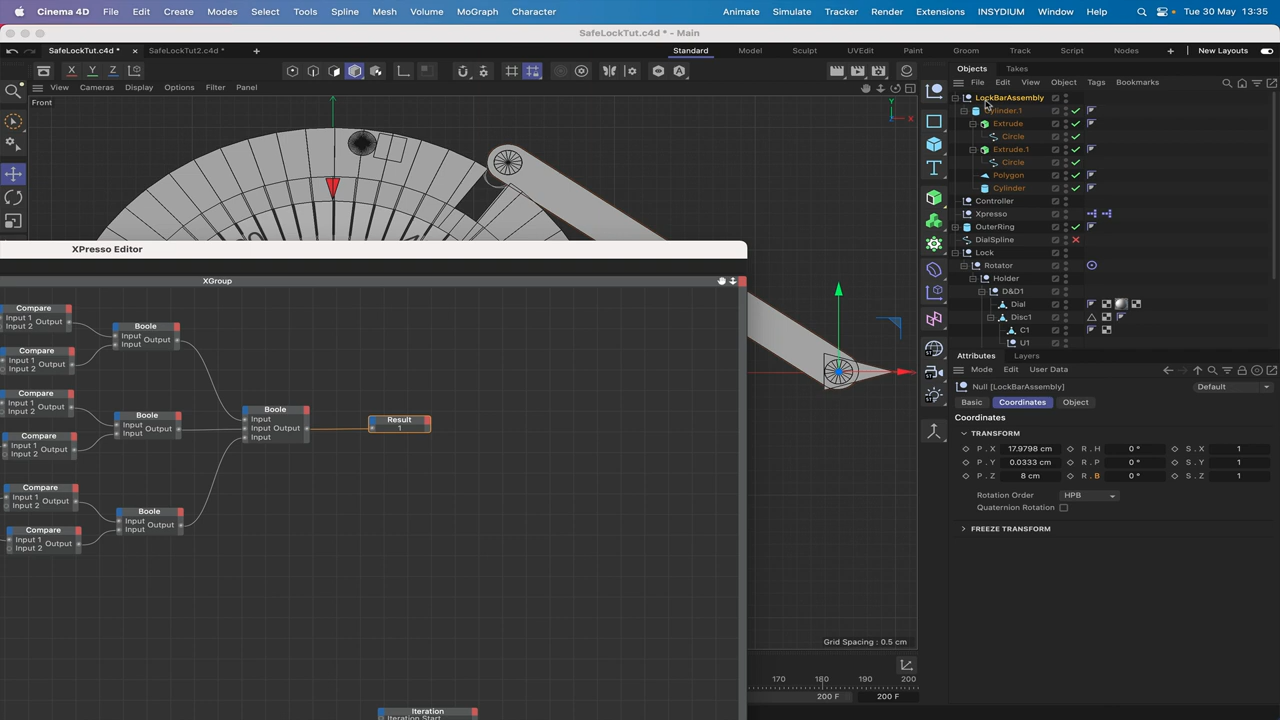 Cinema 4D File Edit Create Modes Select Tools Spline Mesh Volume MoGraph Character Animate Simulate Tracker Render Extensions INSYDIUM Window Help Tue 30 May 13:35
SafeLockTut.c4d * - Main
SafeLockTut.c4d * SafeLockTut2.c4d * Standard Model Sculpt UVEdit Paint Groom Track Script Nodes New Layouts
Objects Takes
X Y Z
File Edit View Object Tags Bookmarks
View Cameras Display Options Filter Panel
Front
Y
X
LockBarAssembly
Cylinder.1
Extrude
Circle
Extrude.1
Circle
Polygon
Cylinder
Controller
Xpresso
OuterRing
DialSpline
Lock
Rotator
Holder
D&D1
Dial
Disc1
C1
U1
XPresso Editor
XGroup
Compare
Input 1 Output
Input 2
Compare
Input 1 Output
Input 2
Compare
Input 1 Output
Input 2
Compare
Input 1 Output
Input 2
Compare
Input 1 Output
Input 2
Compare
Input 1 Output
Input 2
Boole
Input Output
Input
Boole
Input Output
Input
Boole
Input Output
Input
Boole
Input
Input Output
Input
Result
1
Iteration
Iteration Start
Grid Spacing : 0.5 cm
170 180 190 200
200 F 200 F
Attributes Layers
Mode Edit User Data
Null [LockBarAssembly] Default
Basic Coordinates Object
Coordinates
TRANSFORM
P . X 17.9798 cm R . H 0 ° S . X 1
P . Y 0.0333 cm R . P 0 ° S . Y 1
P . Z 8 cm R . B 0 ° S . Z 1
Rotation Order HPB
Quaternion Rotation
FREEZE TRANSFORM